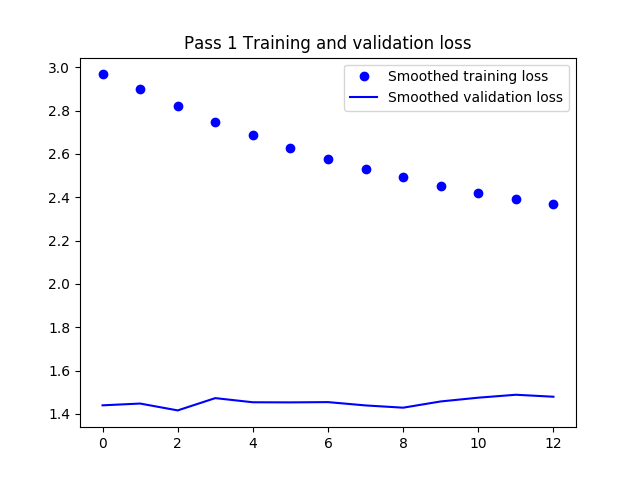 Pass 1 Training and validation loss
Smoothed training loss
Smoothed validation loss
3.0
2.8
2.6
2.4
2.2
2.0
1.8
1.6
1.4
0 2 4 6 8 10 12